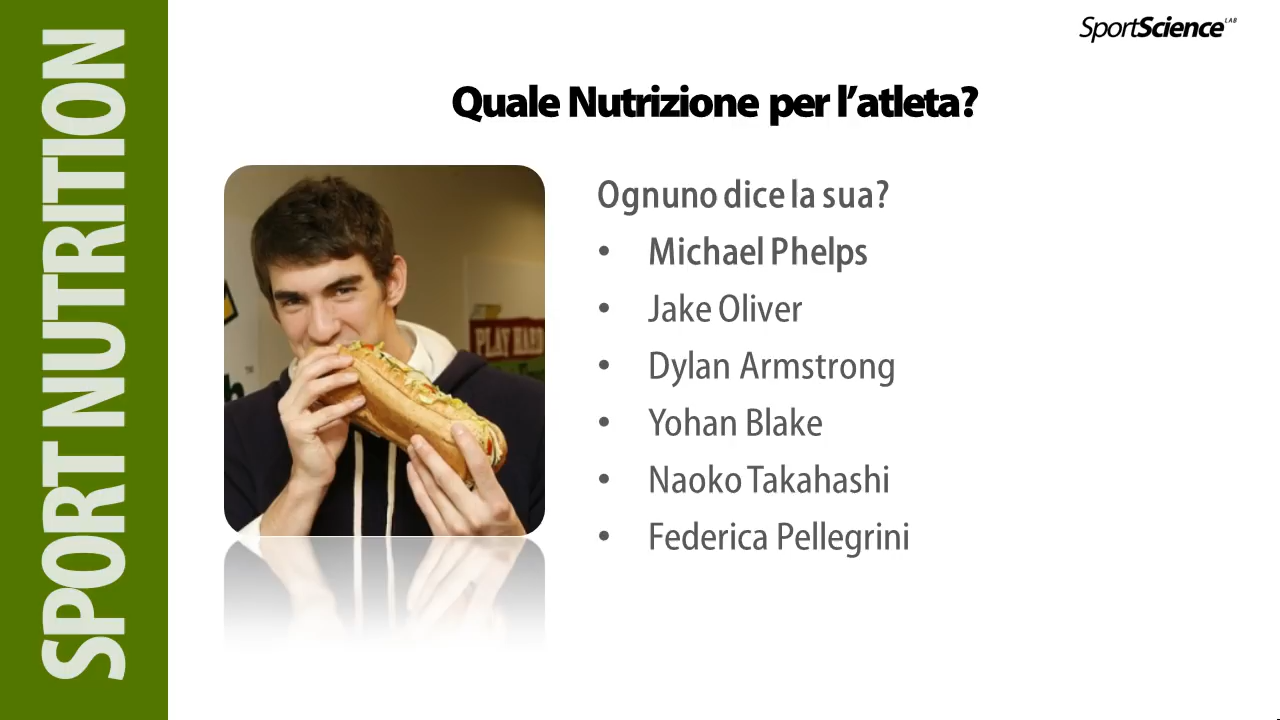 SPORT NUTRITION
SportScience LAB
Quale Nutrizione per l’atleta?
PLAY HARD
Ognuno dice la sua?
• Michael Phelps
• Jake Oliver
• Dylan Armstrong
• Yohan Blake
• Naoko Takahashi
• Federica Pellegrini